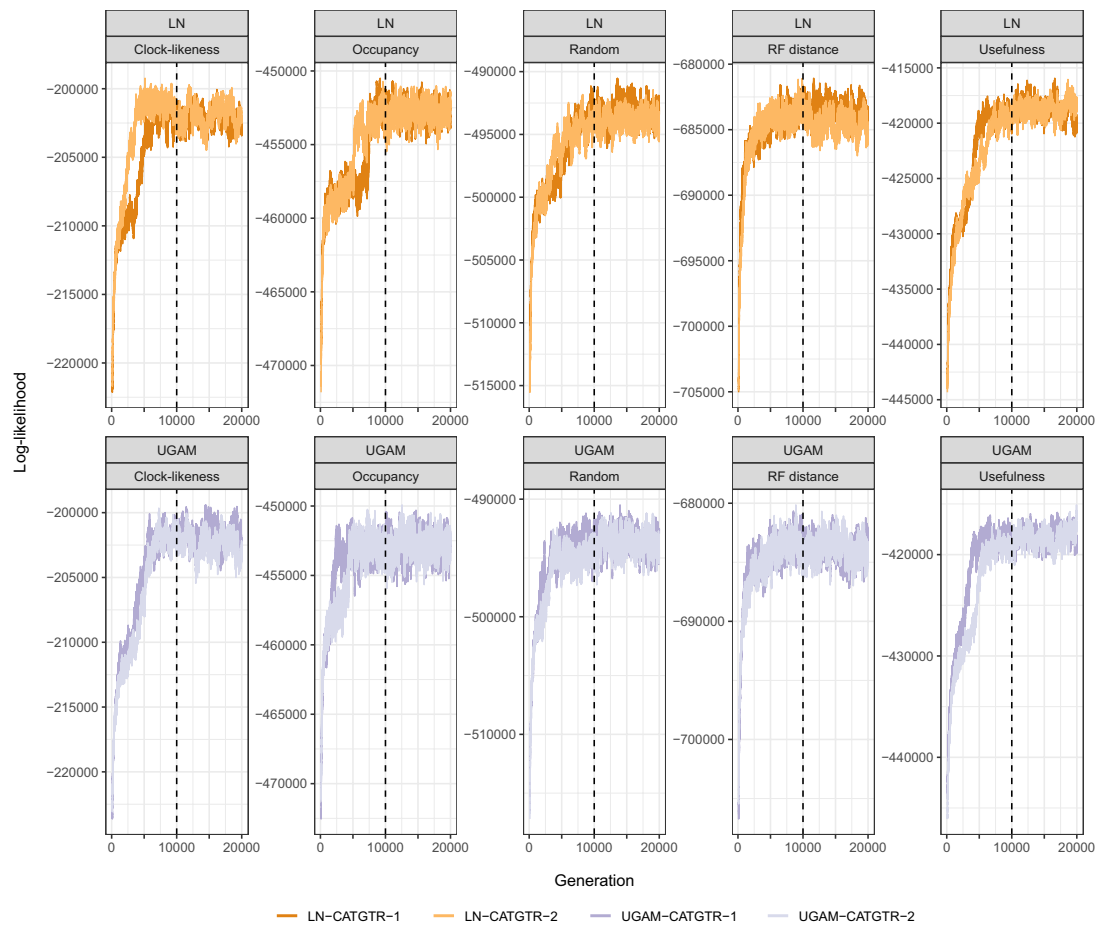 LN LN LN LN LN
Clock-likeness Occupancy Random RF distance Usefulness
−200000 −205000 −210000 −215000 −220000
−450000 −455000 −460000 −465000 −470000
−490000 −495000 −500000 −505000 −510000 −515000
−680000 −685000 −690000 −695000 −700000 −705000
−415000 −420000 −425000 −430000 −435000 −440000 −445000
0 10000 20000 0 10000 20000 0 10000 20000 0 10000 20000 0 10000 20000
Log-likelihood
UGAM UGAM UGAM UGAM UGAM
Clock-likeness Occupancy Random RF distance Usefulness
−200000 −205000 −210000 −215000 −220000
−450000 −455000 −460000 −465000 −470000
−490000 −500000 −510000
−680000 −690000 −700000
−420000 −430000 −440000
0 10000 20000 0 10000 20000 0 10000 20000 0 10000 20000 0 10000 20000
Generation
LN−CATGTR−1 LN−CATGTR−2 UGAM−CATGTR−1 UGAM−CATGTR−2